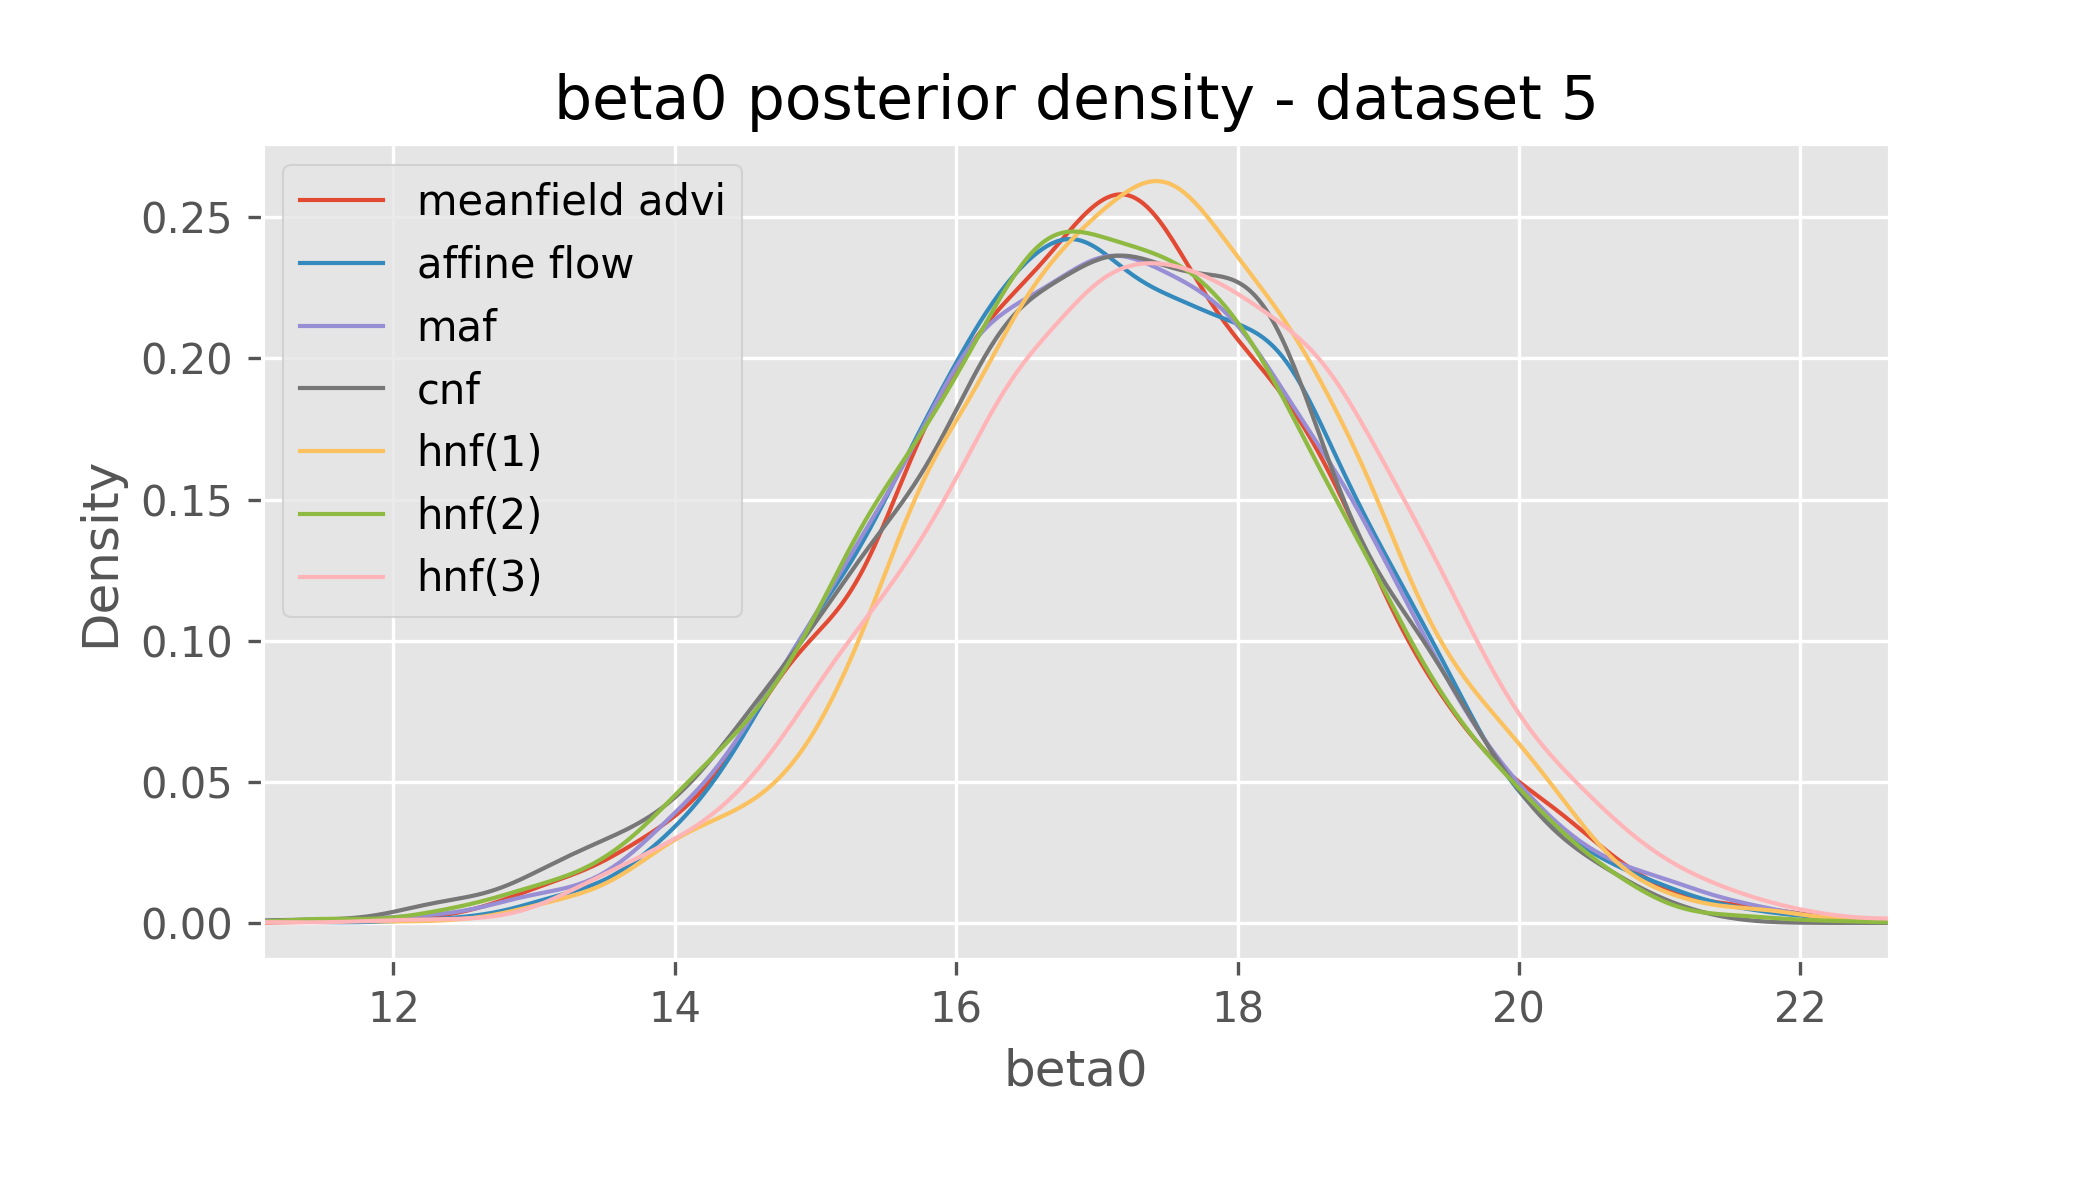 beta0 posterior density - dataset 5
meanfield advi
affine flow
maf
cnf
hnf(1)
hnf(2)
hnf(3)
Density
0.25
0.20
0.15
0.10
0.05
0.00
12 14 16 18 20 22
beta0